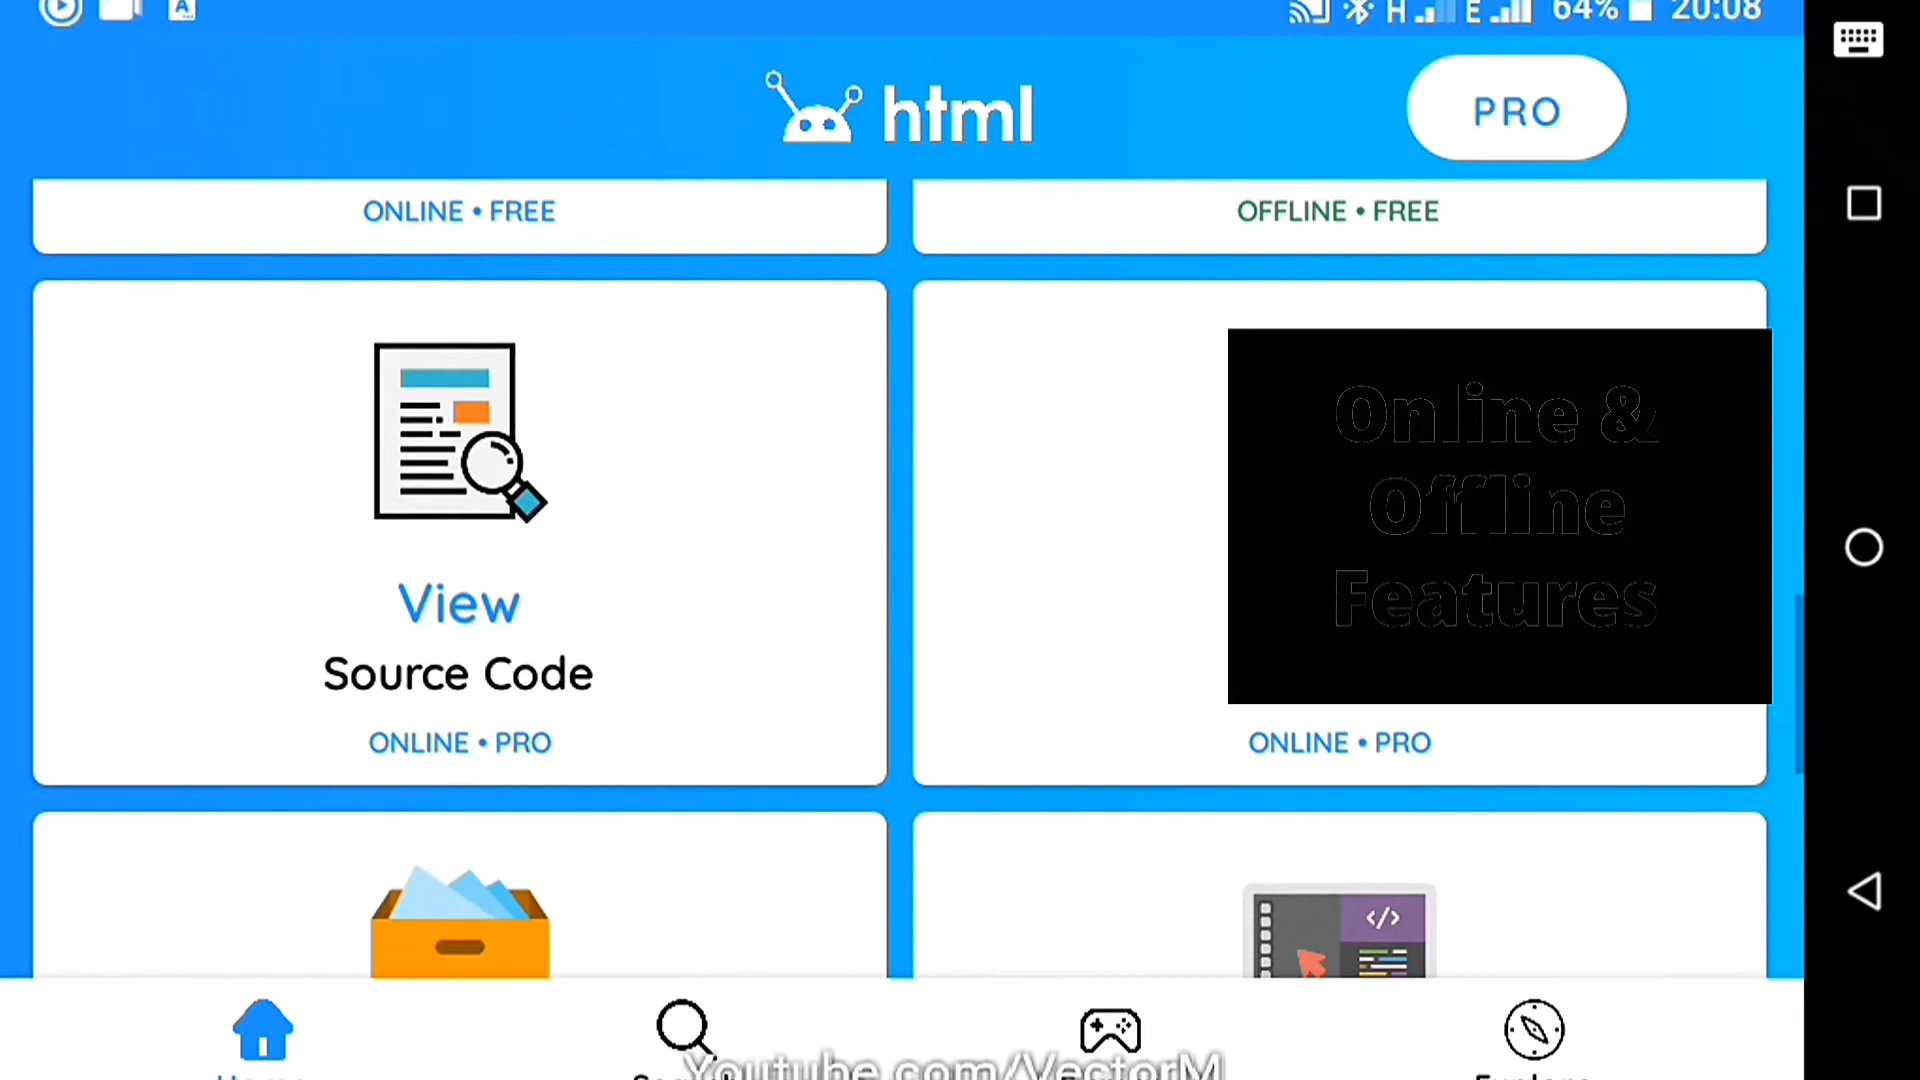 A
H E 64% 20:08
html
PRO
ONLINE • FREE
OFFLINE • FREE
Online &
Offline
Features
View
Source Code
ONLINE • PRO
ONLINE • PRO
</>
Youtube.com/VectorM